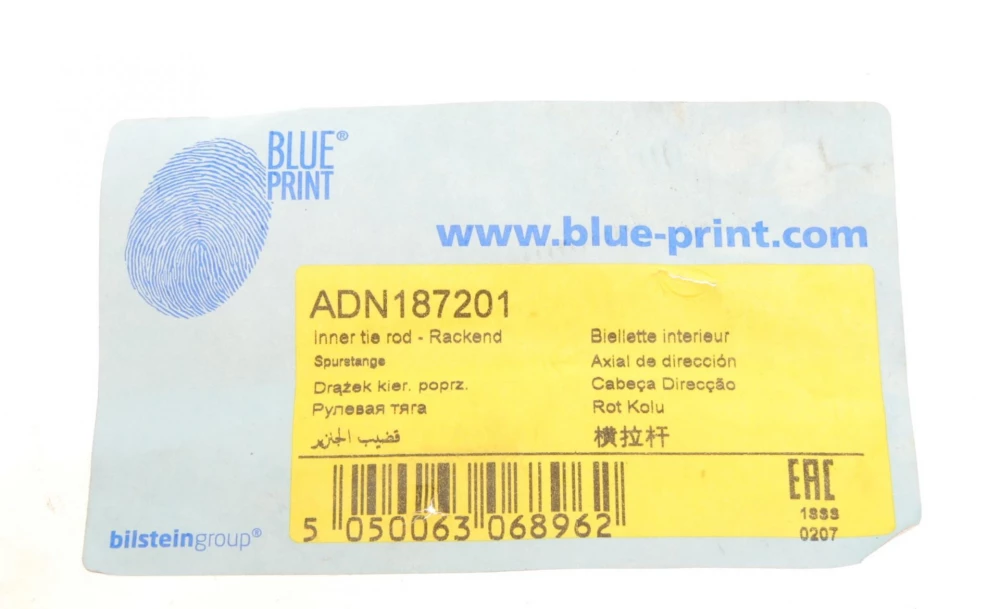 BLUE®
PRINT
www.blue-print.com
ADN187201
Inner tie rod - Rackend
Biellette interieur
Spurstange
Axial de dirección
Drążek kier. poprz.
Cabeça Direcção
Рулевая тяга
Rot Kolu
قضيب الجنزير
横拉杆
EAC
1SSS
0207
5 050063 068962
bilsteingroup®